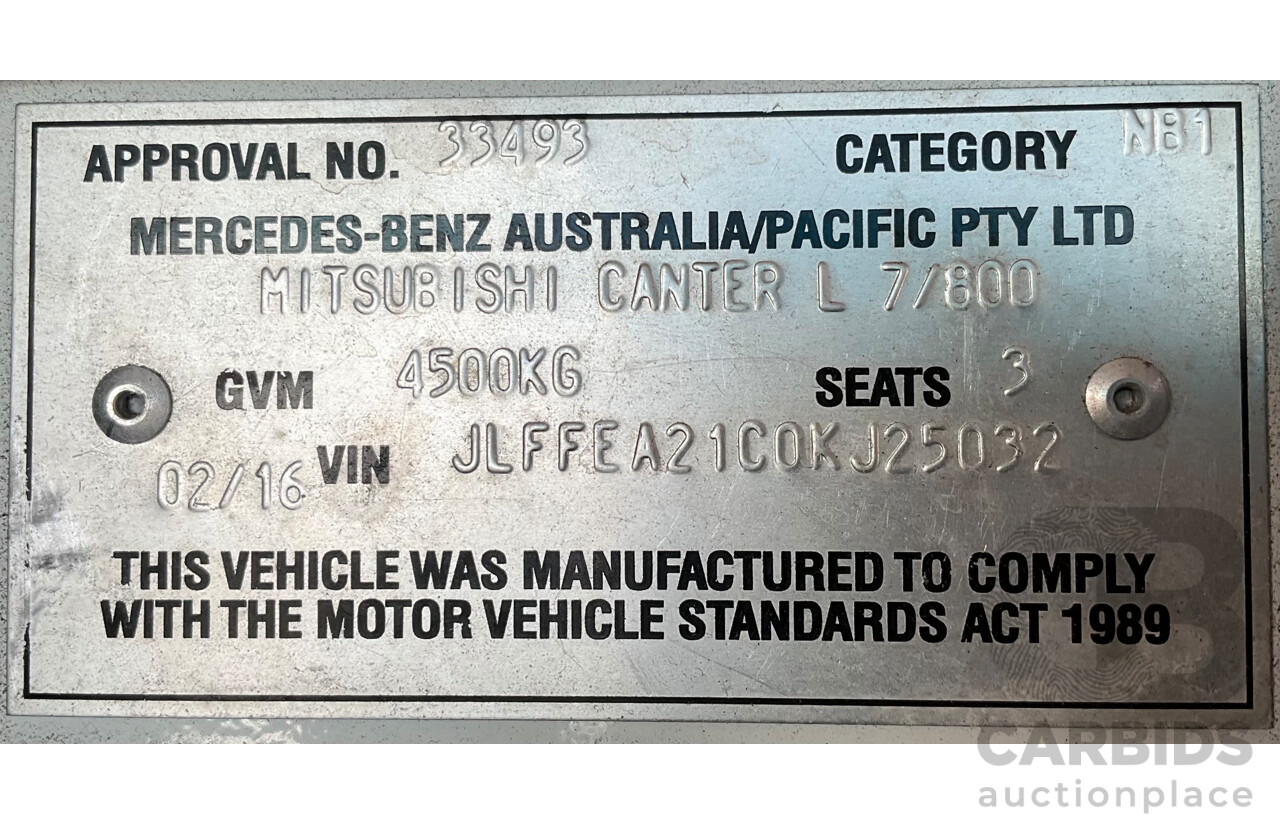 APPROVAL NO. 33493 CATEGORY NB1
MERCEDES-BENZ AUSTRALIA/PACIFIC PTY LTD
MITSUBISHI CANTER L 7/800
GVM 4500KG SEATS 3
02/16 VIN JLFFEA21C0KJ25032
THIS VEHICLE WAS MANUFACTURED TO COMPLY
WITH THE MOTOR VEHICLE STANDARDS ACT 1989
CARBIDS
auctionplace